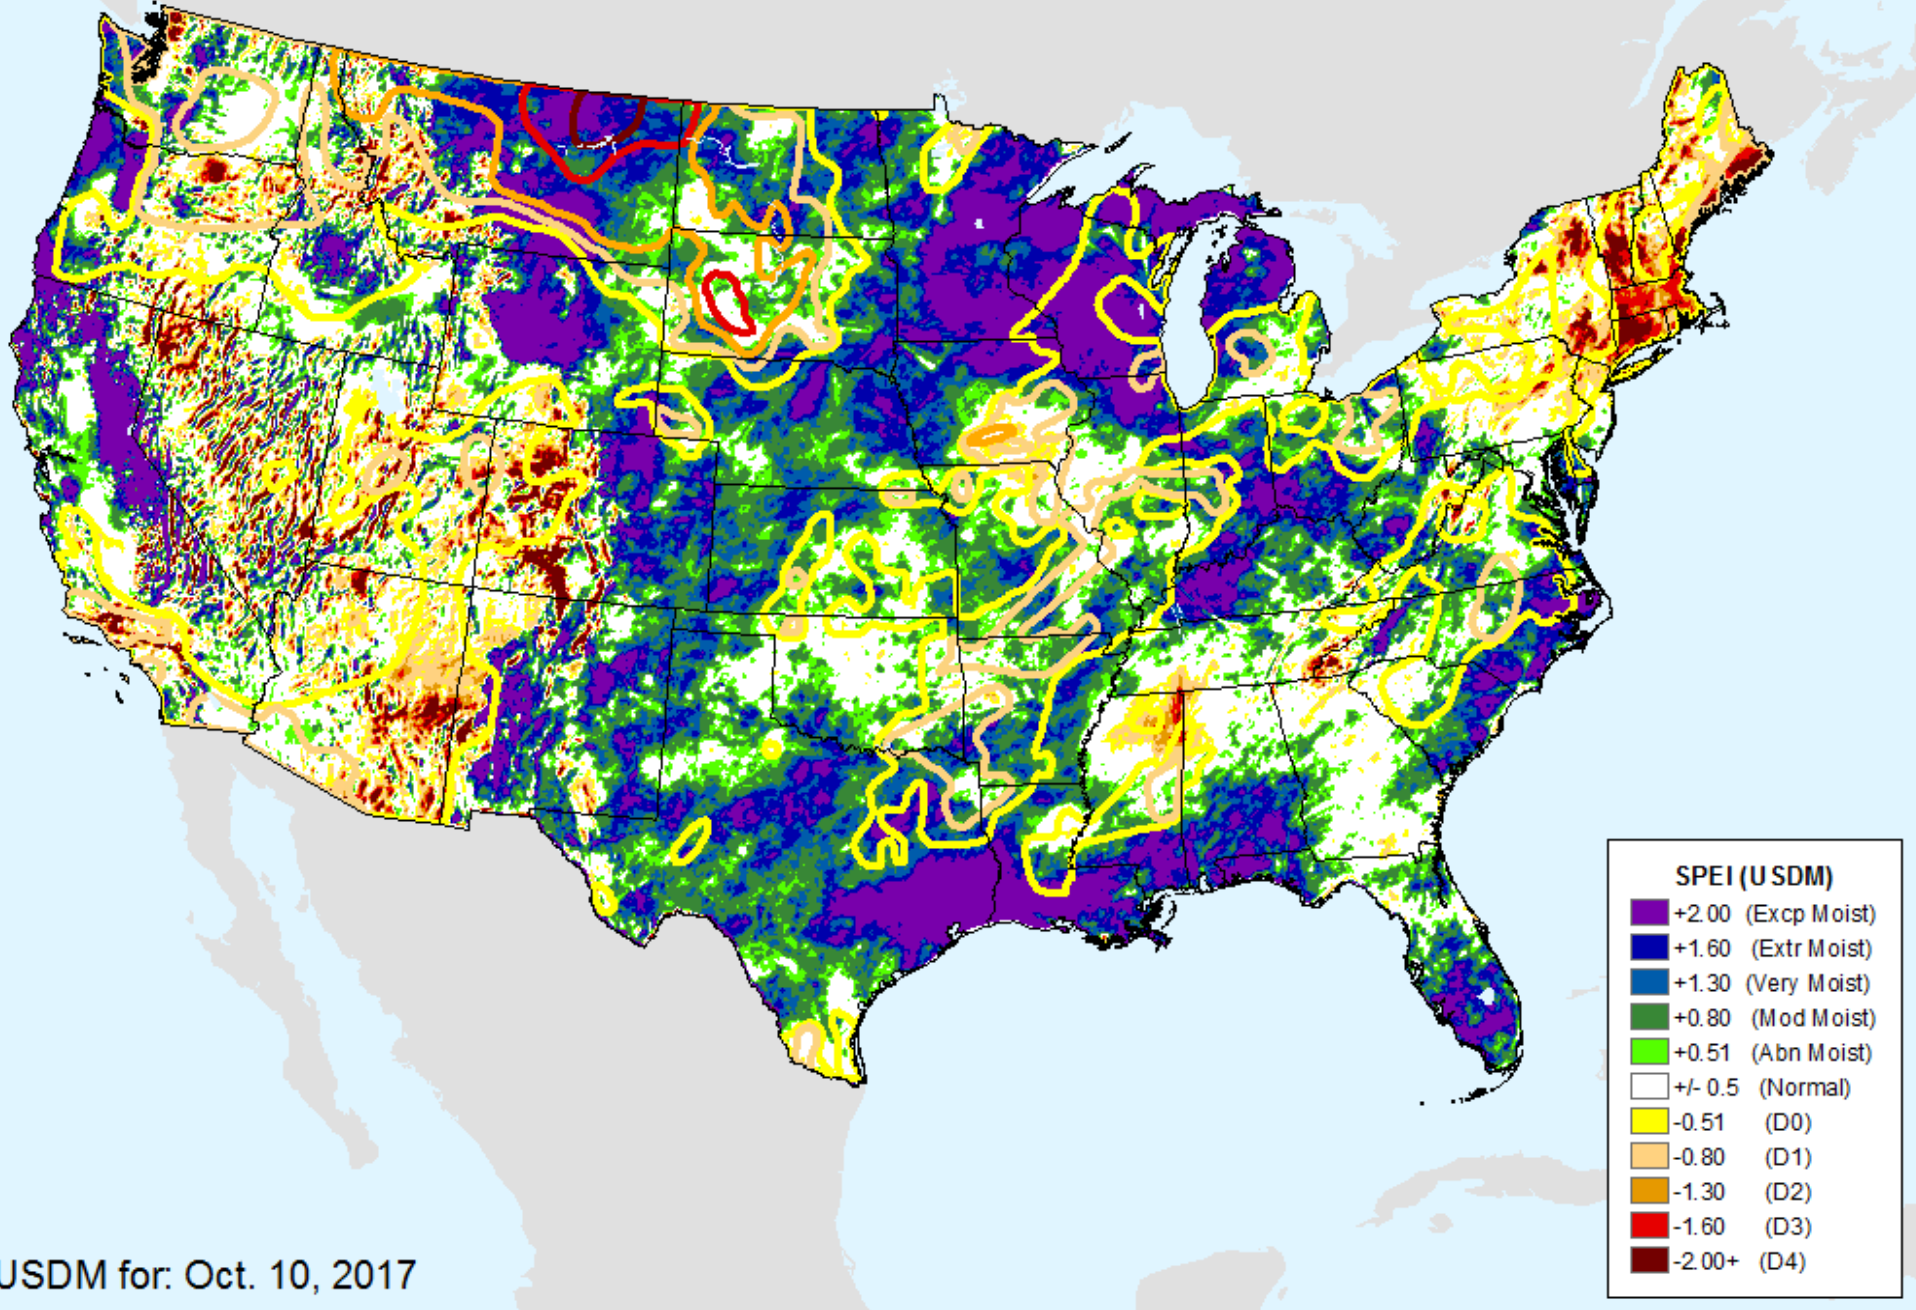 SPEI (USDM)
+2.00 (Excp Moist)
+1.60 (Extr Moist)
+1.30 (Very Moist)
+0.80 (Mod Moist)
+0.51 (Abn Moist)
+/- 0.5 (Normal)
-0.51 (D0)
-0.80 (D1)
-1.30 (D2)
-1.60 (D3)
-2.00+ (D4)
USDM for: Oct. 10, 2017